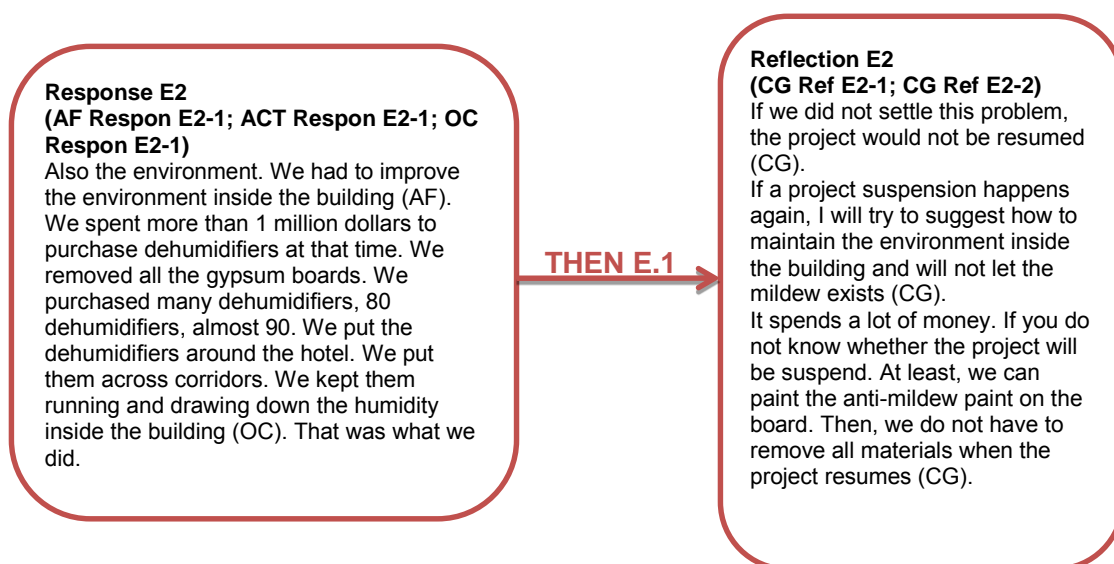 Response E2
(AF Respon E2-1; ACT Respon E2-1; OC
Respon E2-1)
Also the environment. We had to improve
the environment inside the building (AF).
We spent more than 1 million dollars to
purchase dehumidifiers at that time. We
removed all the gypsum boards. We
purchased many dehumidifiers, 80
dehumidifiers, almost 90. We put the
dehumidifiers around the hotel. We put
them across corridors. We kept them
running and drawing down the humidity
inside the building (OC). That was what we
did.
THEN E.1
Reflection E2
(CG Ref E2-1; CG Ref E2-2)
If we did not settle this problem,
the project would not be resumed
(CG).
If a project suspension happens
again, I will try to suggest how to
maintain the environment inside
the building and will not let the
mildew exists (CG).
It spends a lot of money. If you do
not know whether the project will
be suspend. At least, we can
paint the anti-mildew paint on the
board. Then, we do not have to
remove all materials when the
project resumes (CG).